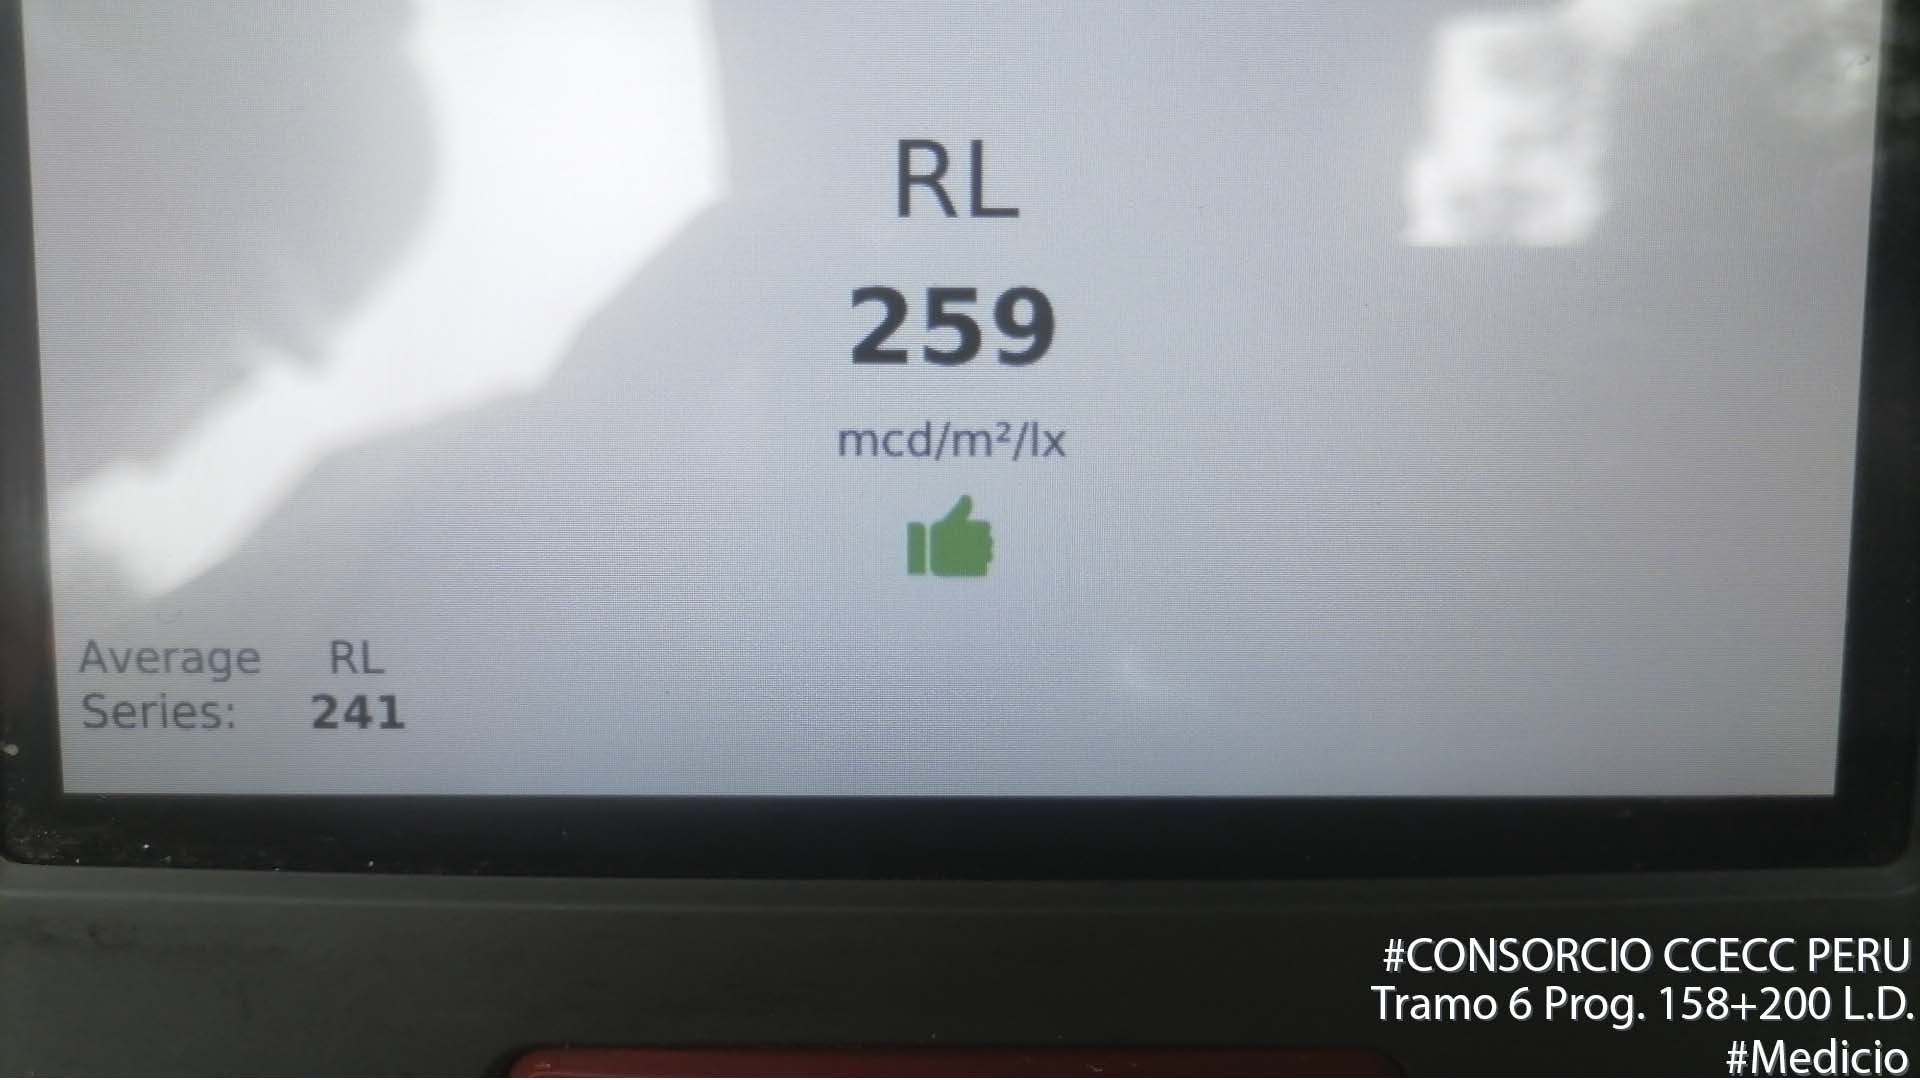 RL
259
mcd/m²/lx
Average RL
Series: 241
#CONSORCIO CCECC PERU
Tramo 6 Prog. 158+200 L.D.
#Medicio